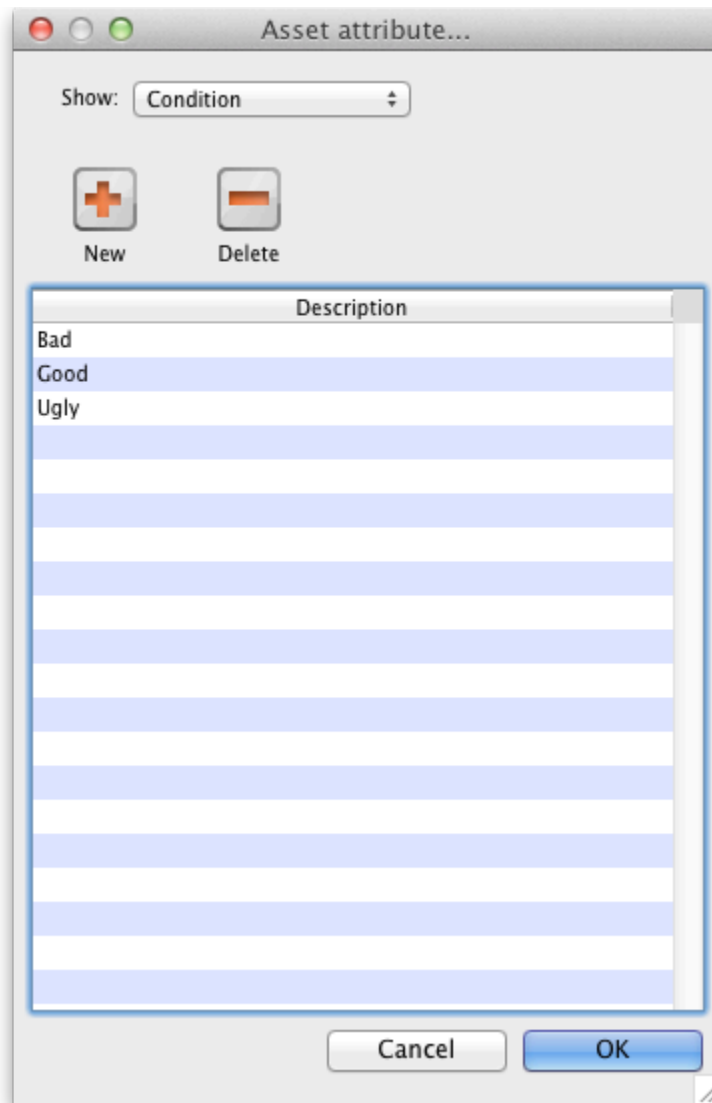 Asset attribute...
Show: Condition
New Delete
Description
Bad
Good
Ugly
Cancel OK